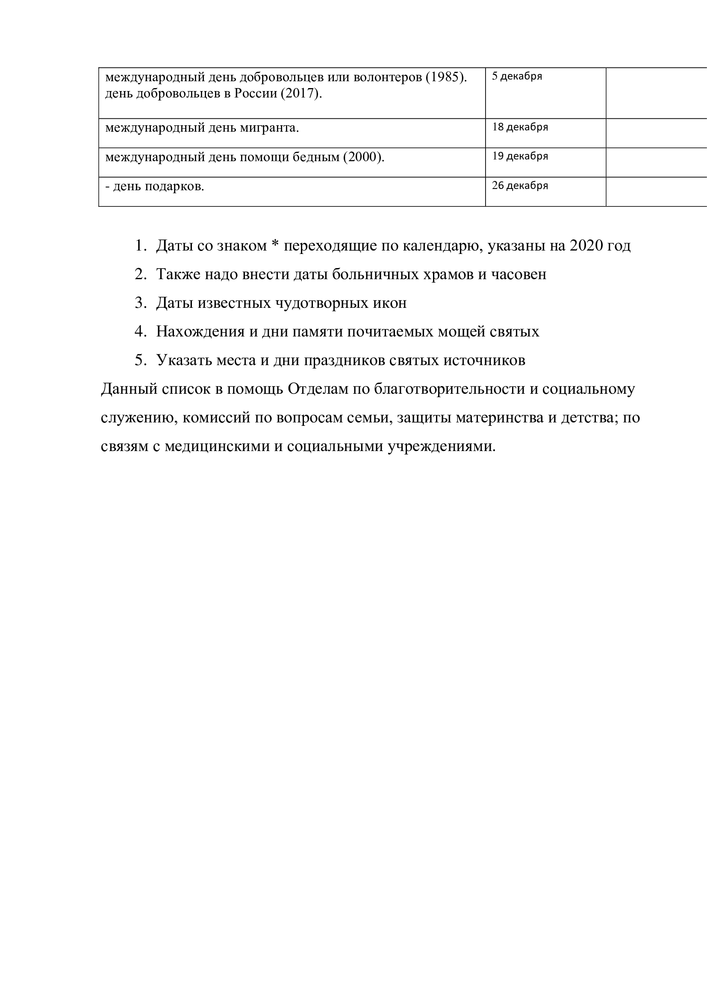 международный день добровольцев или волонтеров (1985). 5 декабря
день добровольцев в России (2017).
международный день мигранта. 18 декабря
международный день помощи бедным (2000). 19 декабря
- день подарков. 26 декабря
1. Даты со знаком * переходящие по календарю, указаны на 2020 год
2. Также надо внести даты больничных храмов и часовен
3. Даты известных чудотворных икон
4. Нахождения и дни памяти почитаемых мощей святых
5. Указать места и дни праздников святых источников
Данный список в помощь Отделам по благотворительности и социальному
служению, комиссий по вопросам семьи, защиты материнства и детства; по
связям с медицинскими и социальными учреждениями.